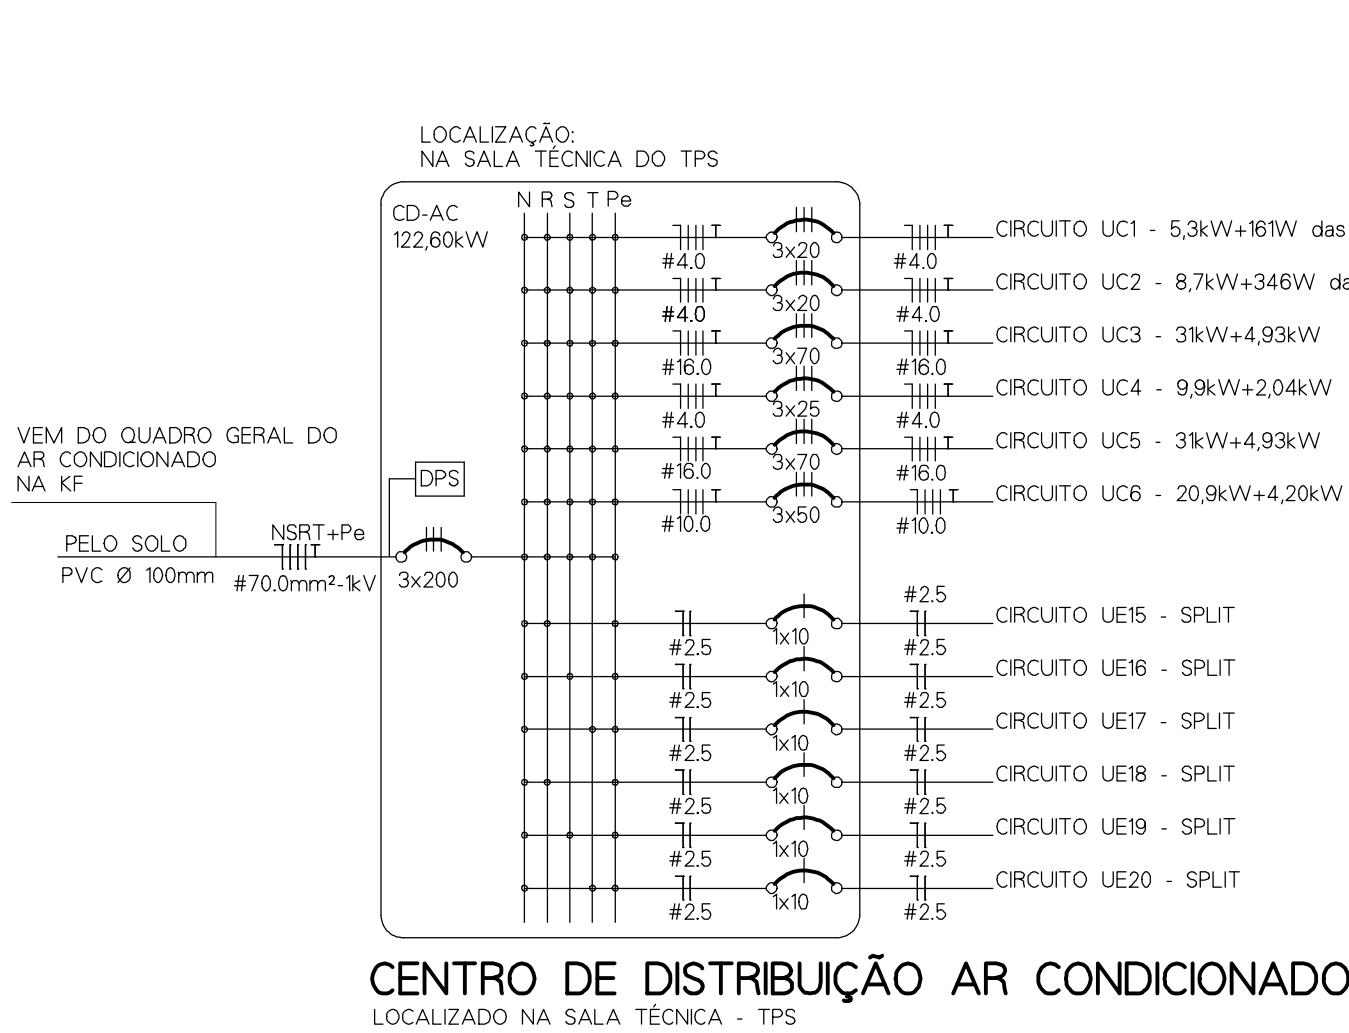 LOCALIZAÇÃO:
NA SALA TÉCNICA DO TPS
CD-AC
122,60kW
N R S T Pe
#4.0
3x20
#4.0
CIRCUITO UC1 - 5,3kW+161W das
#4.0
3x20
#4.0
CIRCUITO UC2 - 8,7kW+346W da
#16.0
3x70
#16.0
CIRCUITO UC3 - 31kW+4,93kW
#4.0
3x25
#4.0
CIRCUITO UC4 - 9,9kW+2,04kW
#16.0
3x70
#16.0
CIRCUITO UC5 - 31kW+4,93kW
#10.0
3x50
#10.0
CIRCUITO UC6 - 20,9kW+4,20kW
VEM DO QUADRO GERAL DO
AR CONDICIONADO
NA KF
DPS
PELO SOLO
PVC Ø 100mm
NSRT+Pe
#70.0mm²-1kV
3x200
#2.5
#2.5
1x10
#2.5
CIRCUITO UE15 - SPLIT
#2.5
1x10
#2.5
CIRCUITO UE16 - SPLIT
#2.5
1x10
#2.5
CIRCUITO UE17 - SPLIT
#2.5
1x10
#2.5
CIRCUITO UE18 - SPLIT
#2.5
1x10
#2.5
CIRCUITO UE19 - SPLIT
#2.5
1x10
#2.5
CIRCUITO UE20 - SPLIT
CENTRO DE DISTRIBUIÇÃO AR CONDICIONADO
LOCALIZADO NA SALA TÉCNICA - TPS